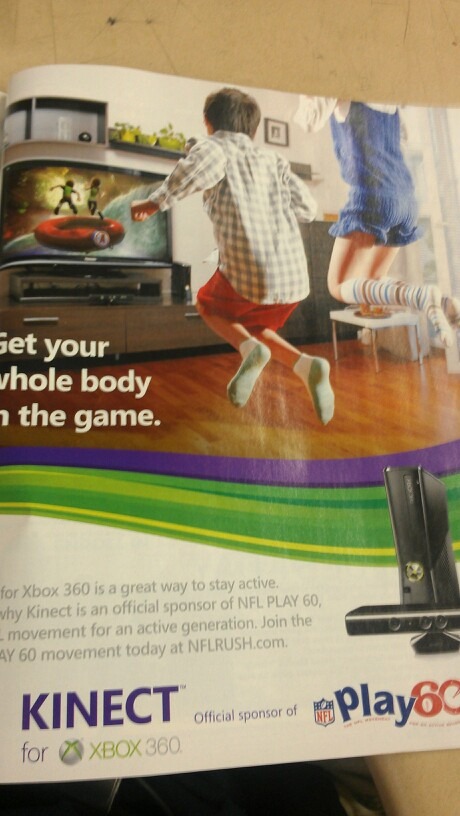 Get your
whole body
n the game.
for Xbox 360 is a great way to stay active.
why Kinect is an official sponsor of NFL PLAY 60,
L movement for an active generation. Join the
AY 60 movement today at NFLRUSH.com.
KINECT™
for XBOX 360.
Official sponsor of
NFL
play60